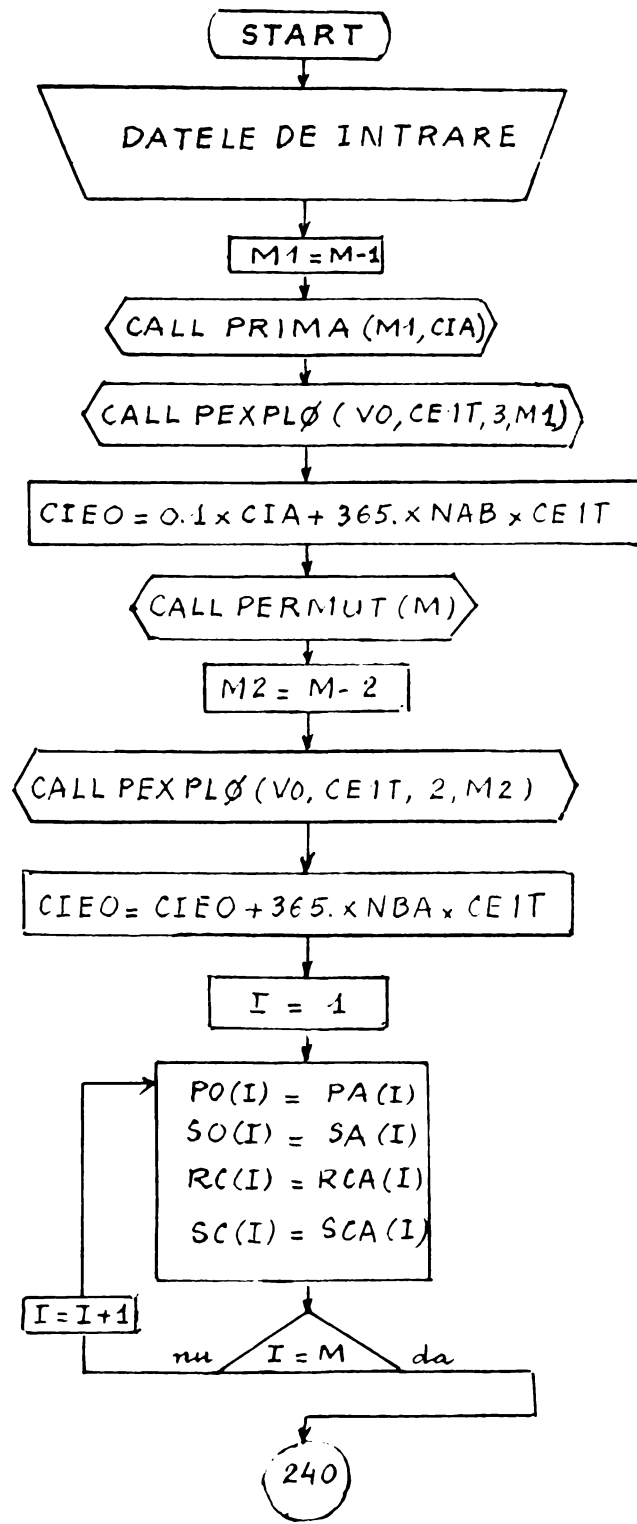 START
DATELE DE INTRARE
M1 = M-1
CALL PRIMA (M1, CIA)
CALL PEXPLØ (VO, CE1T, 3, M1)
CIEO = 0.1 x CIA + 365. x NAB x CE1T
CALL PERMUT (M)
M2 = M - 2
CALL PEXPLØ (VO, CE1T, 2, M2)
CIEO = CIEO + 365. x NBA x CE1T
I = 1
PO(I) = PA(I)
SO(I) = SA(I)
RC(I) = RCA(I)
SC(I) = SCA(I)
I = I+1
nu I = M da
240